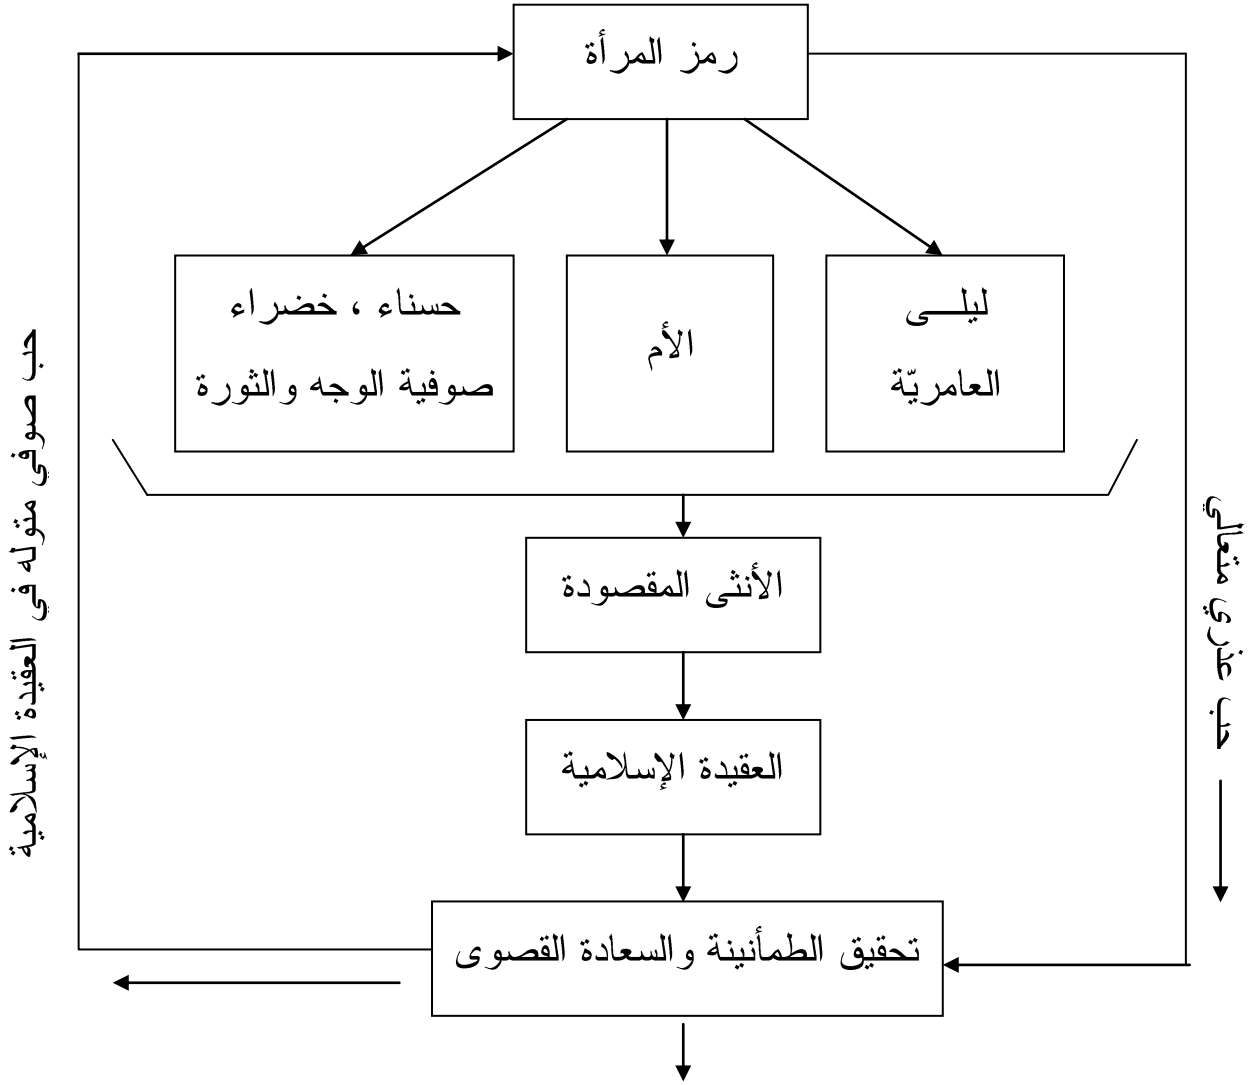 رمز المرأة
ليلـــى
العامريّة
الأم
حسناء ، خضراء
صوفية الوجه والثورة
الأنثى المقصودة
العقيدة الإسلامية
تحقيق الطمأنينة والسعادة القصوى
حب عذري متعالي
حب صوفي متوله في العقيدة الإسلامية